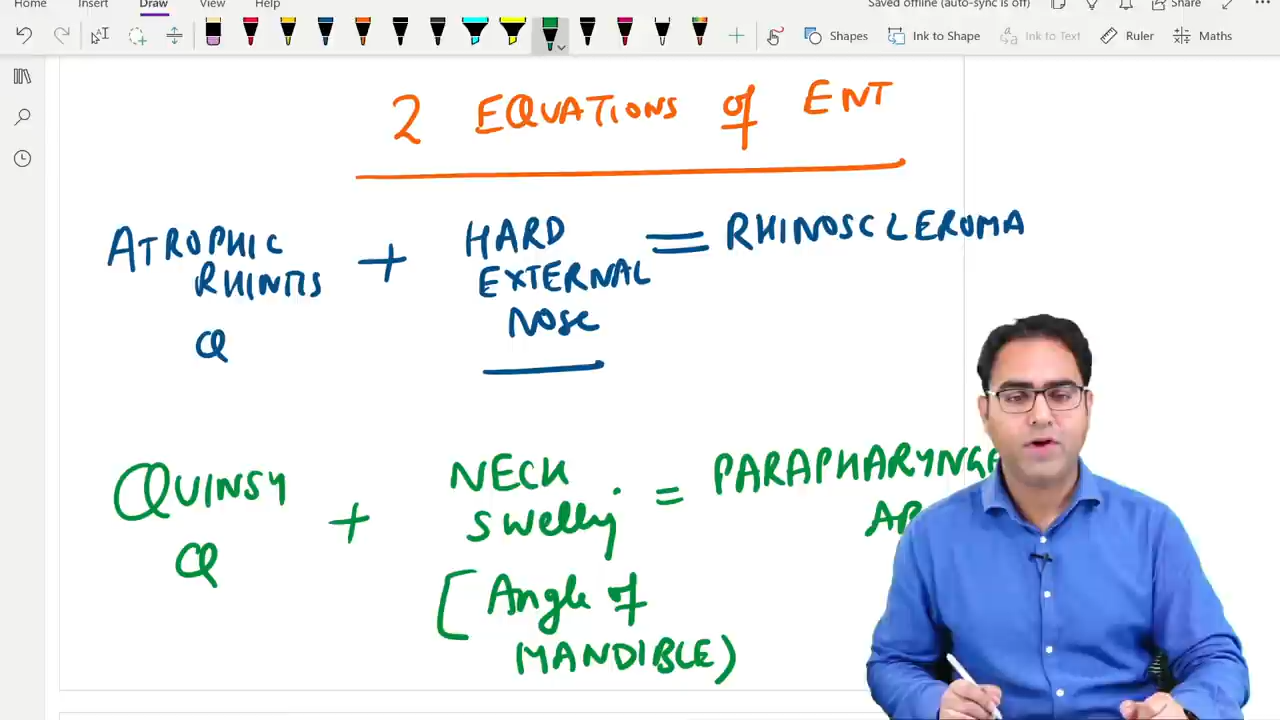 Home Insert Draw View Help Saved offline (auto-sync is off) Share
Shapes Ink to Shape Ink to Text Ruler Maths
2 EQUATIONS of ENT
ATROPHIC RHINITIS Q + HARD EXTERNAL NOSE = RHINOSCLEROMA
QUINSY Q + NECK Swelling [Angle of MANDIBLE) = PARAPHARYNGE